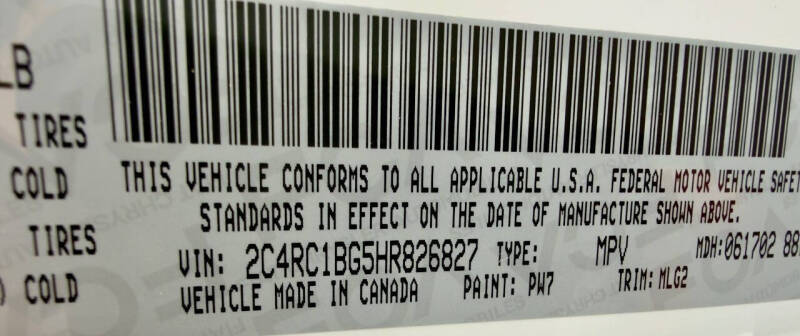 LB
TIRES
COLD
TIRES
COLD
THIS VEHICLE CONFORMS TO ALL APPLICABLE U.S.A. FEDERAL MOTOR VEHICLE SAFET
STANDARDS IN EFFECT ON THE DATE OF MANUFACTURE SHOWN ABOVE.
VIN: 2C4RC1BG5HR826827 TYPE: MPV MDH:061702 88
VEHICLE MADE IN CANADA PAINT: PW7 TRIM: MLG2